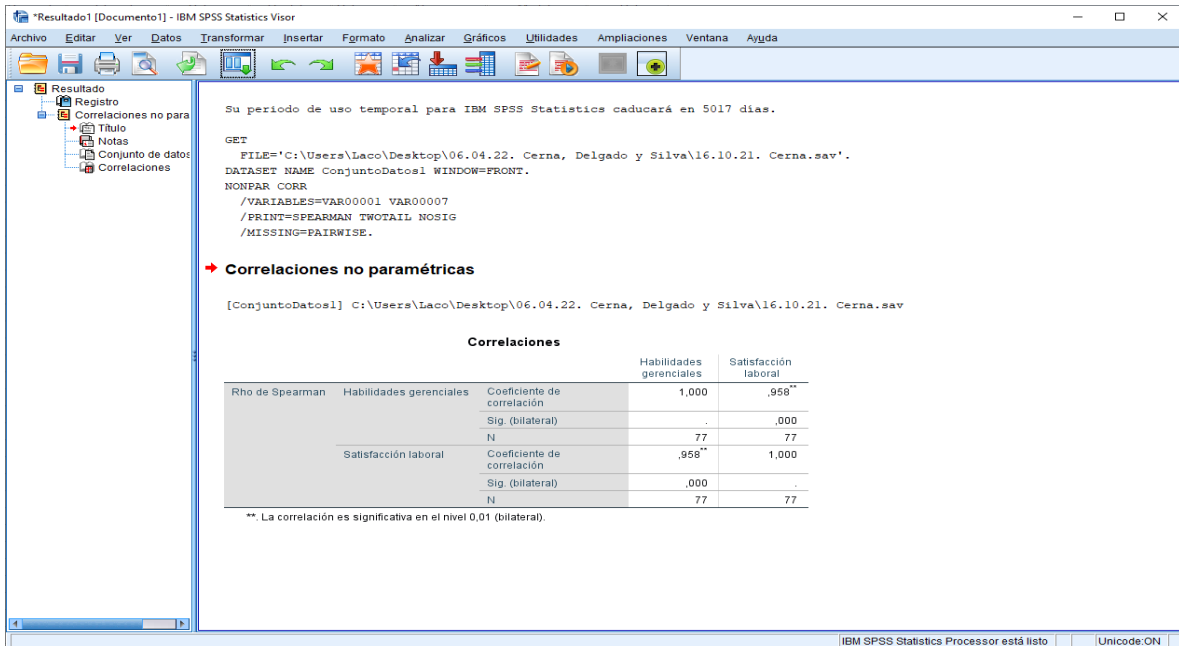 *Resultado1 [Documento1] - IBM SPSS Statistics Visor
Archivo Editar Ver Datos Transformar Insertar Formato Analizar Gráficos Utilidades Ampliaciones Ventana Ayuda
Resultado
Registro
Correlaciones no para
Título
Notas
Conjunto de datos
Correlaciones
Su periodo de uso temporal para IBM SPSS Statistics caducará en 5017 días.
GET
FILE='C:\Users\Laco\Desktop\06.04.22. Cerna, Delgado y Silva\16.10.21. Cerna.sav'.
DATASET NAME ConjuntoDatos1 WINDOW=FRONT.
NONPAR CORR
/VARIABLES=VAR00001 VAR00007
/PRINT=SPEARMAN TWOTAIL NOSIG
/MISSING=PAIRWISE.
Correlaciones no paramétricas
[ConjuntoDatos1] C:\Users\Laco\Desktop\06.04.22. Cerna, Delgado y Silva\16.10.21. Cerna.sav
Correlaciones
Habilidades gerenciales Satisfacción laboral
Rho de Spearman Habilidades gerenciales Coeficiente de correlación 1,000 ,958**
Sig. (bilateral) . ,000
N 77 77
Satisfacción laboral Coeficiente de correlación ,958** 1,000
Sig. (bilateral) ,000 .
N 77 77
**. La correlación es significativa en el nivel 0,01 (bilateral).
IBM SPSS Statistics Processor está listo Unicode:ON